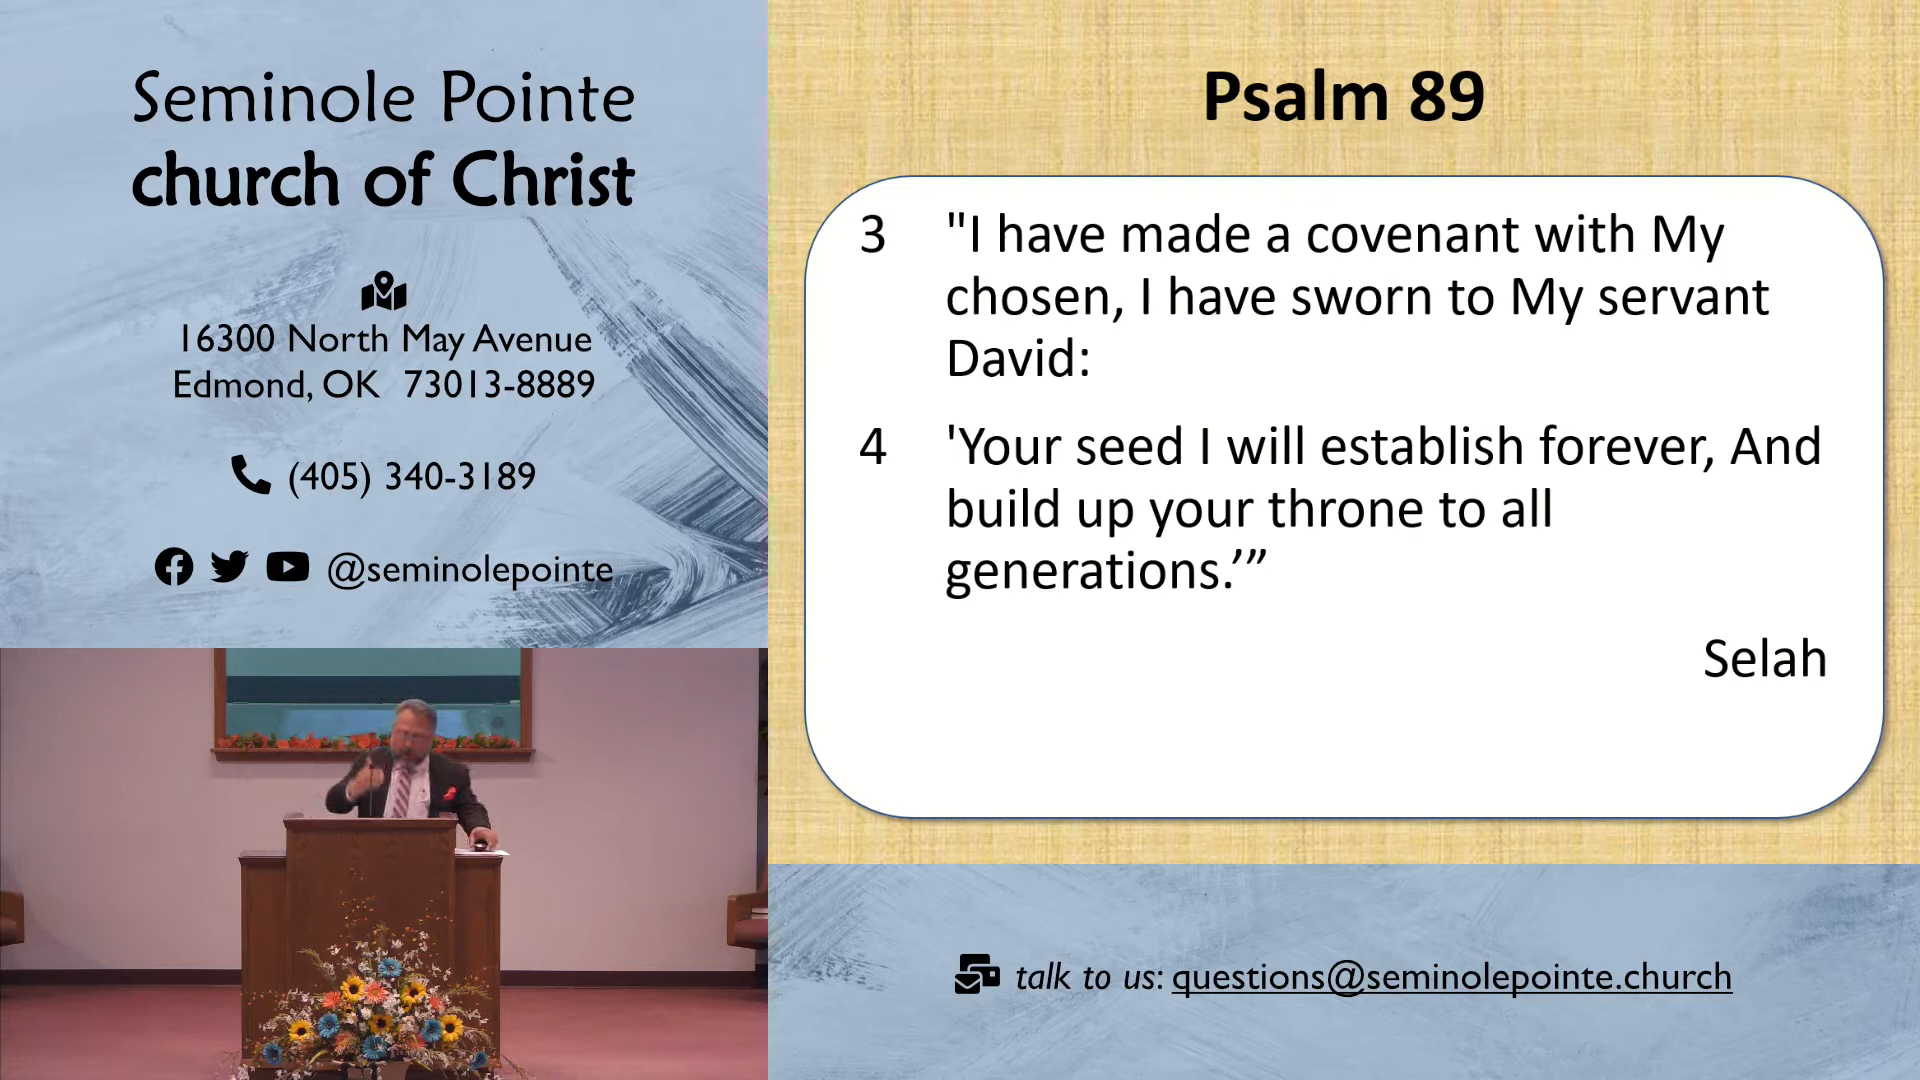 Seminole Pointe
church of Christ
16300 North May Avenue
Edmond, OK 73013-8889
(405) 340-3189
@seminolepointe
Psalm 89
3 "I have made a covenant with My
chosen, I have sworn to My servant
David:
4 'Your seed I will establish forever, And
build up your throne to all
generations.’”
Selah
talk to us: questions@seminolepointe.church